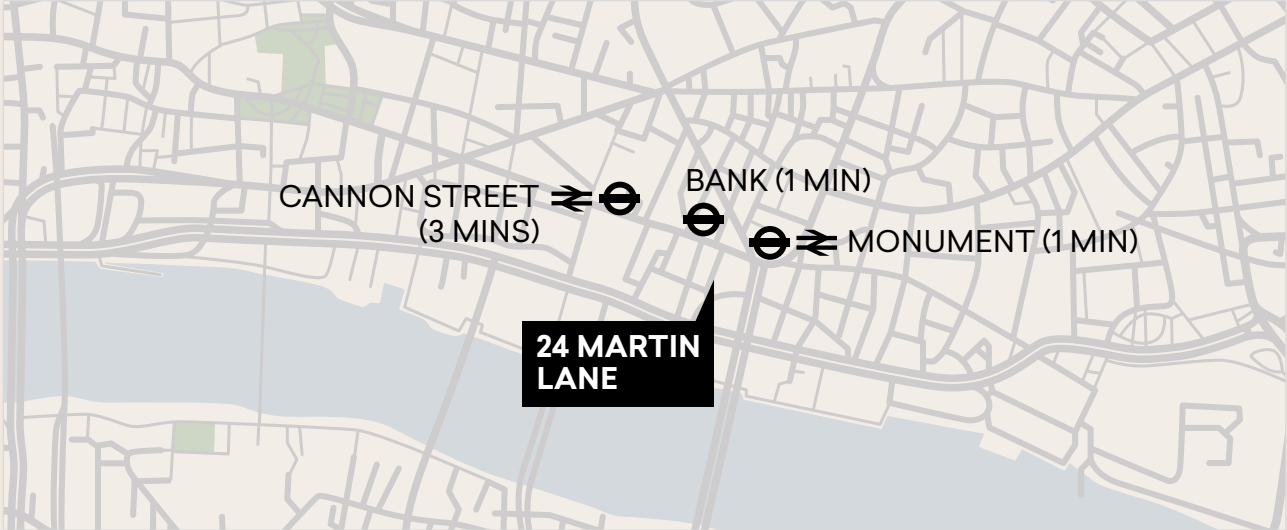 BANK (1 MIN)
CANNON STREET
(3 MINS)
MONUMENT (1 MIN)
24 MARTIN
LANE